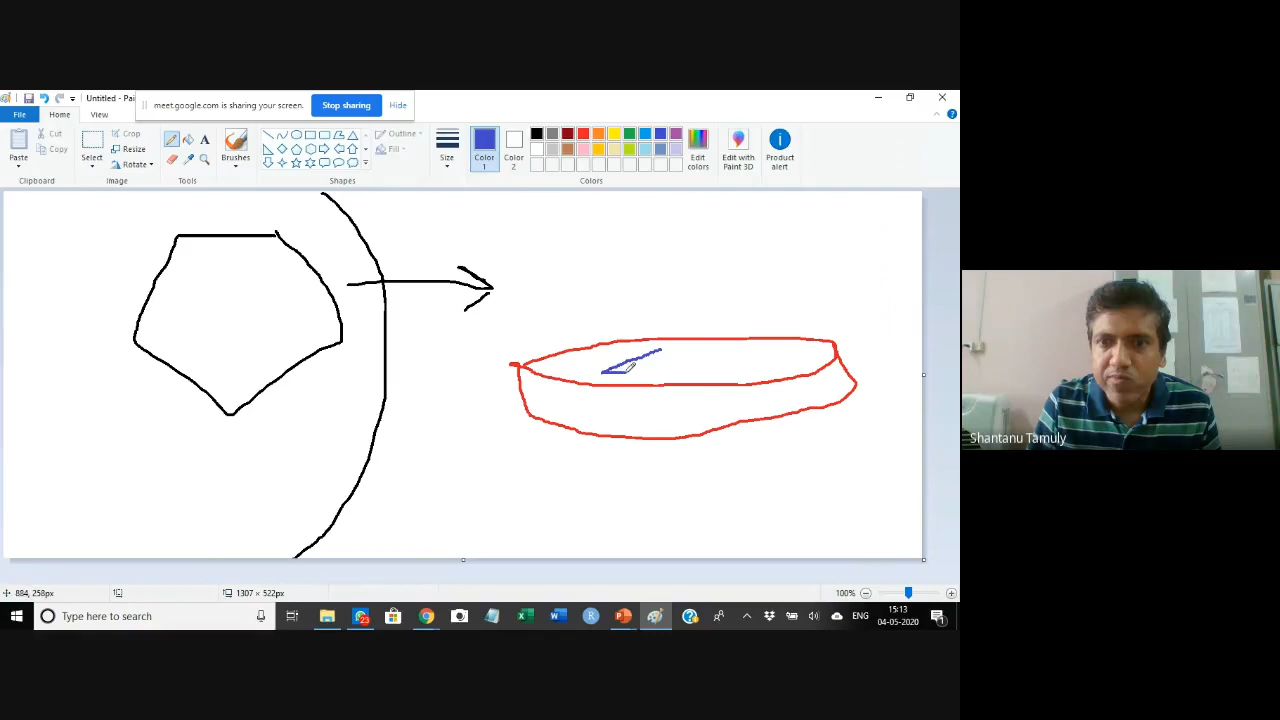 Untitled - Pai
meet.google.com is sharing your screen.
Stop sharing
Hide
File
Home
View
Paste
Cut
Copy
Clipboard
Select
Crop
Resize
Rotate
Image
Tools
Brushes
Shapes
Outline
Fill
Size
Color
1
Color
2
Edit
colors
Colors
Edit with
Paint 3D
Product
alert
Shantanu Tamuly
884, 258px
1307 × 522px
100%
Type here to search
23
ENG
15:13
04-05-2020
1